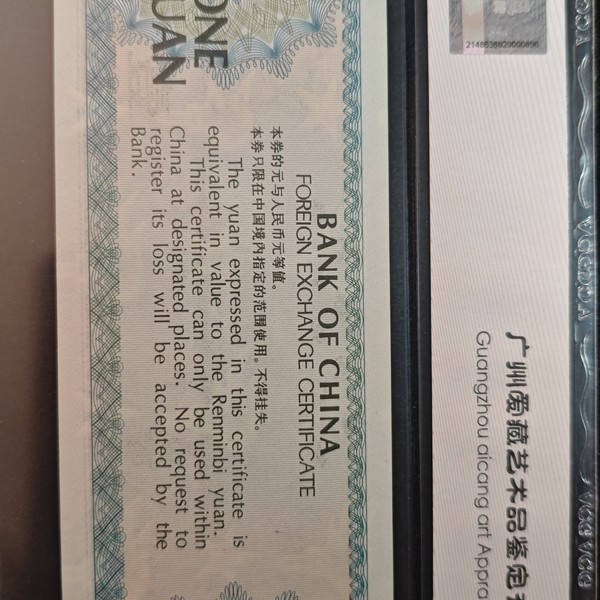 2148636920000896
广州爱藏艺术品鉴定
Guangzhou aicang art Appra
BANK OF CHINA
FOREIGN EXCHANGE CERTIFICATE
本券的元与人民币元等值。
本券只限在中国境内指定的范围使用。不得挂失。
The yuan expressed in this certificate is
equivalent in value to the Renminbi yuan.
This certificate can only be used within
China at designated places. No request to
register its loss will be accepted by the
Bank.
ONE
YUAN